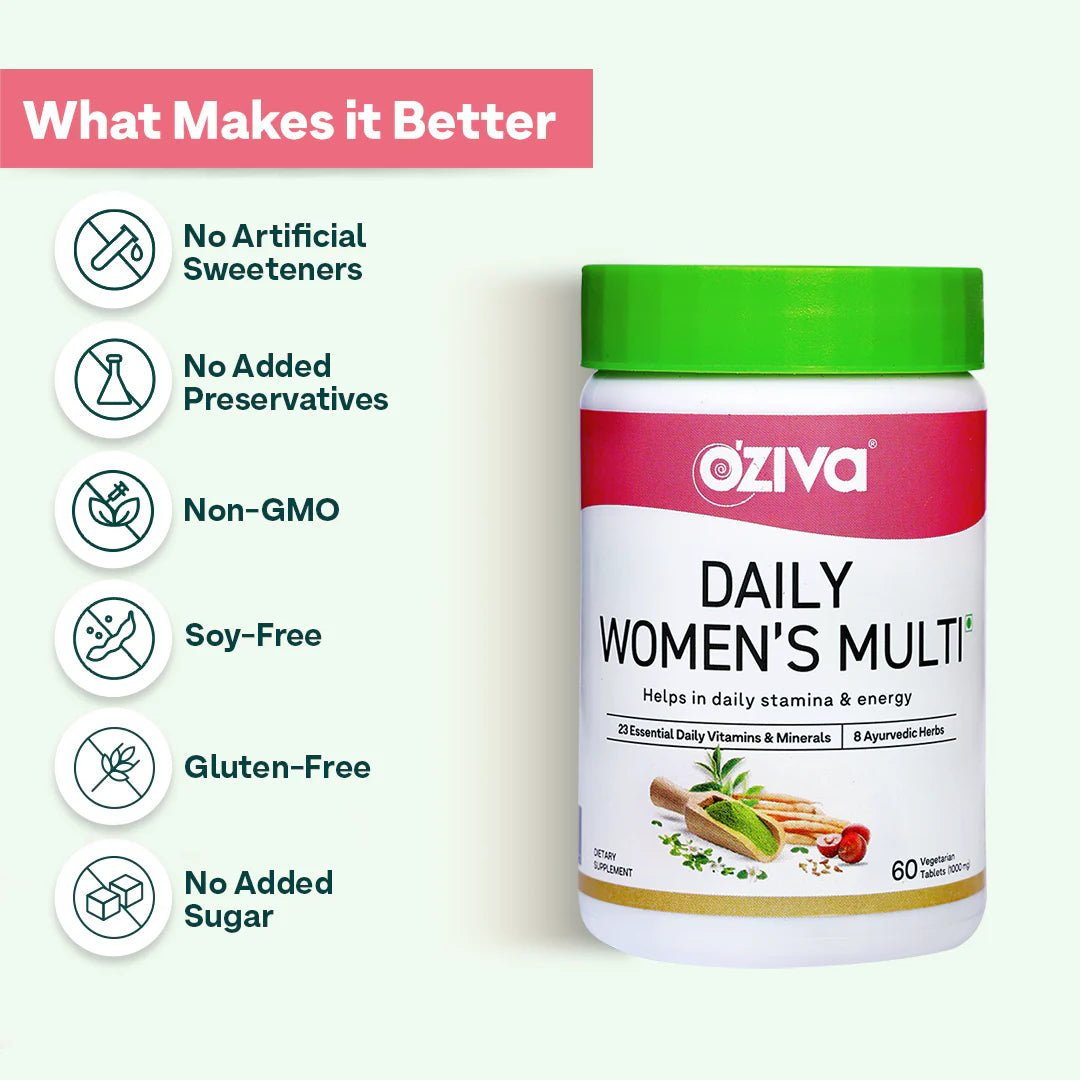 What Makes it Better
No Artificial
Sweeteners
No Added
Preservatives
Non-GMO
Soy-Free
Gluten-Free
No Added
Sugar
O'ZIVA®
DAILY
WOMEN'S MULTI
Helps in daily stamina & energy
23 Essential Daily Vitamins & Minerals | 8 Ayurvedic Herbs
DIETARY
SUPPLEMENT
60 Vegetarian
Tablets (1000 mg)